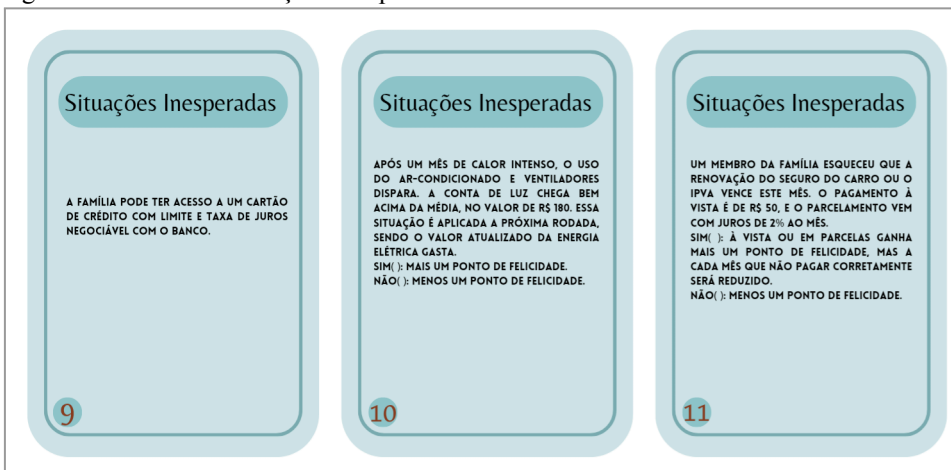 Situações Inesperadas
A FAMÍLIA PODE TER ACESSO A UM CARTÃO
DE CRÉDITO COM LIMITE E TAXA DE JUROS
NEGOCIÁVEL COM O BANCO.
9
Situações Inesperadas
APÓS UM MÊS DE CALOR INTENSO, O USO
DO AR-CONDICIONADO E VENTILADORES
DISPARA. A CONTA DE LUZ CHEGA BEM
ACIMA DA MÉDIA, NO VALOR DE R$ 180. ESSA
SITUAÇÃO É APLICADA A PRÓXIMA RODADA,
SENDO O VALOR ATUALIZADO DA ENERGIA
ELÉTRICA GASTA.
SIM( ): MAIS UM PONTO DE FELICIDADE.
NÃO( ): MENOS UM PONTO DE FELICIDADE.
10
Situações Inesperadas
UM MEMBRO DA FAMÍLIA ESQUECEU QUE A
RENOVAÇÃO DO SEGURO DO CARRO OU O
IPVA VENCE ESTE MÊS. O PAGAMENTO À
VISTA É DE R$ 50, E O PARCELAMENTO VEM
COM JUROS DE 2% AO MÊS.
SIM( ): À VISTA OU EM PARCELAS GANHA
MAIS UM PONTO DE FELICIDADE, MAS A
CADA MÊS QUE NÃO PAGAR CORRETAMENTE
SERÁ REDUZIDO.
NÃO( ): MENOS UM PONTO DE FELICIDADE.
11